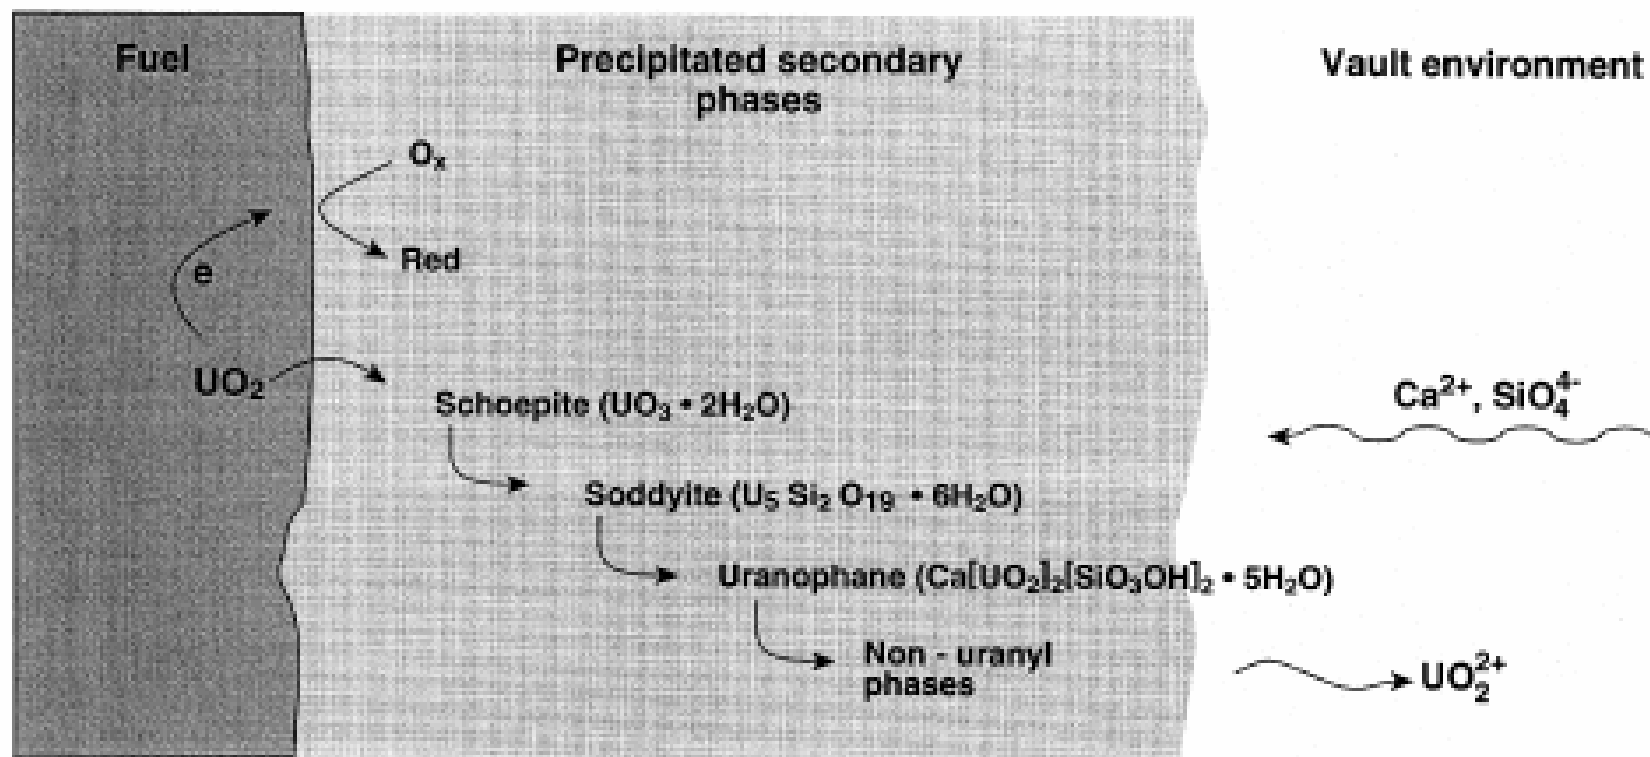 Fuel
Precipitated secondary
phases
Vault environment
Oₓ
Red
e
UO₂
Schoepite (UO₃ • 2H₂O)
Ca²⁺, SiO₄⁴⁻
Soddyite (U₅ Si₂ O₁₉ • 6H₂O)
Uranophane (Ca[UO₂]₂[SiO₃OH]₂ • 5H₂O)
Non - uranyl
phases
UO₂²⁺